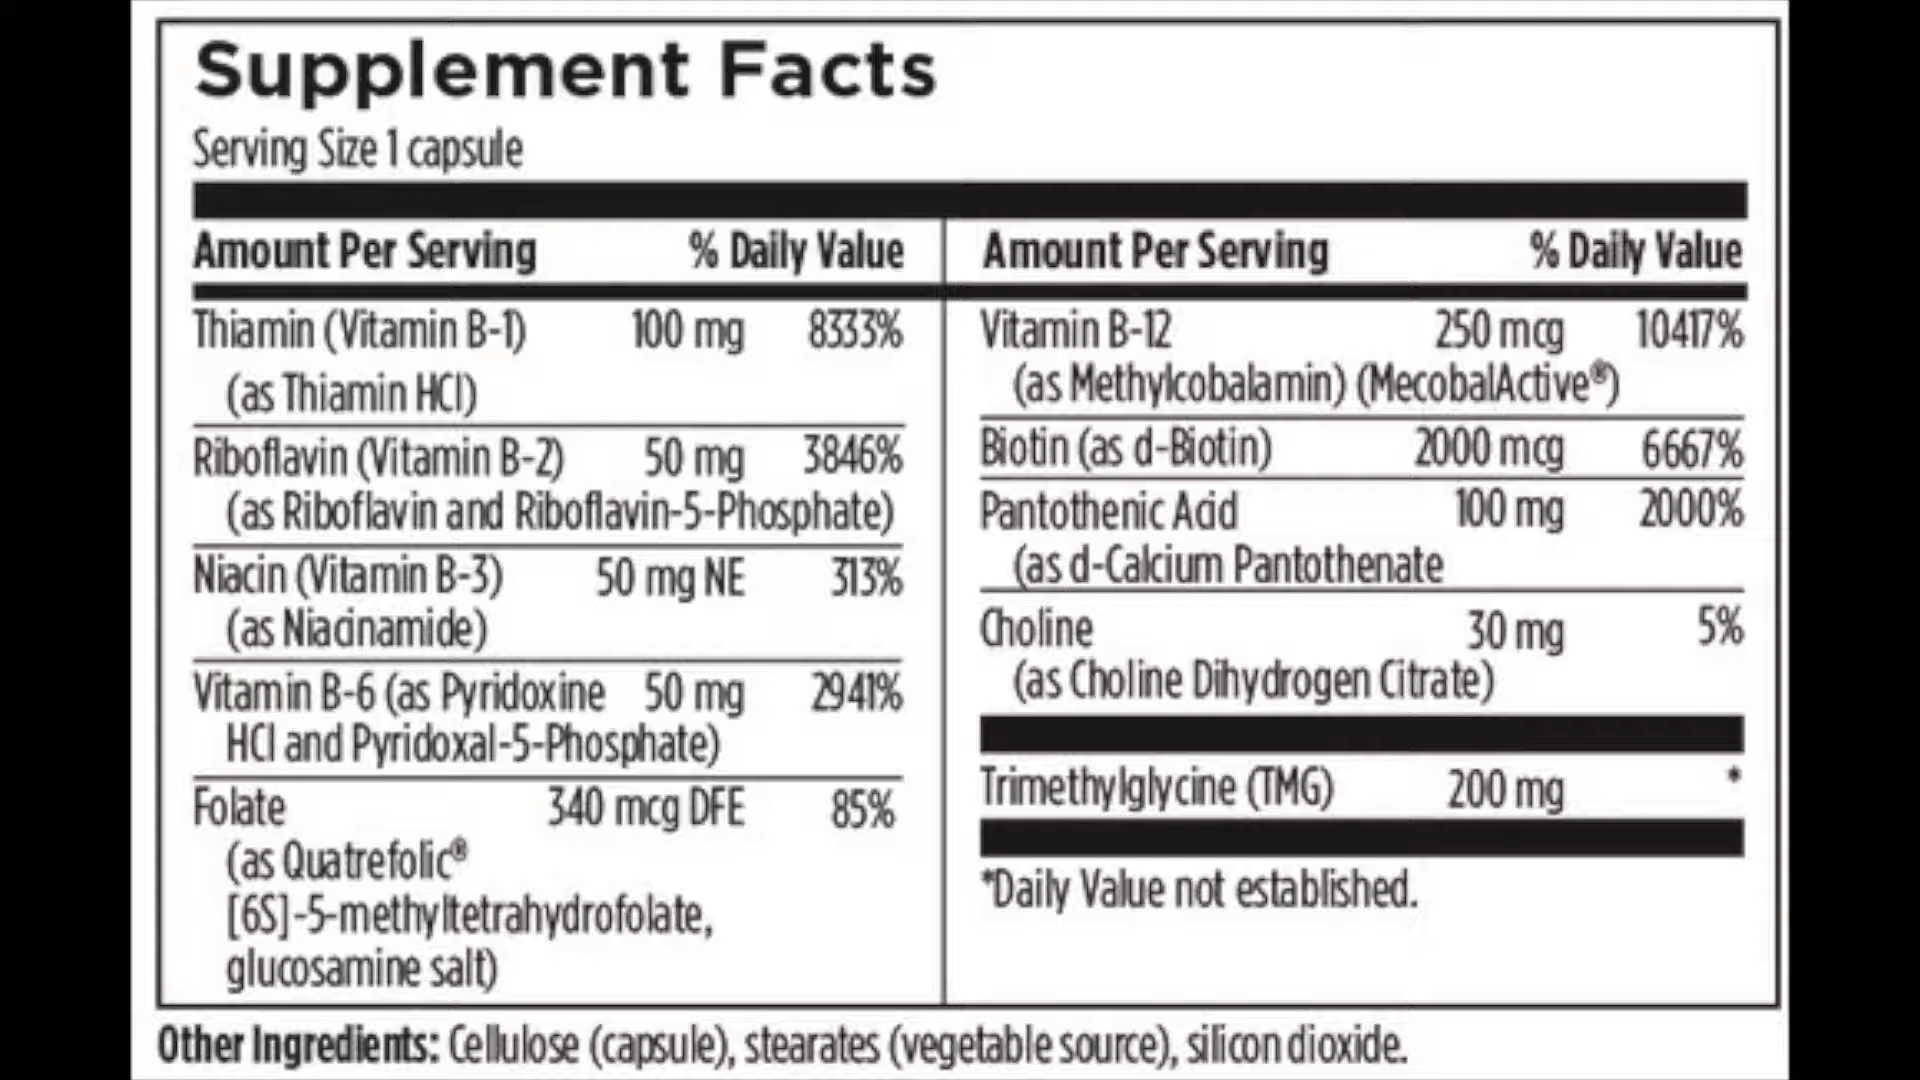 Supplement Facts
Serving Size 1 capsule
Amount Per Serving % Daily Value
Thiamin (Vitamin B-1) 100 mg 8333%
(as Thiamin HCl)
Riboflavin (Vitamin B-2) 50 mg 3846%
(as Riboflavin and Riboflavin-5-Phosphate)
Niacin (Vitamin B-3) 50 mg NE 313%
(as Niacinamide)
Vitamin B-6 (as Pyridoxine 50 mg 2941%
HCl and Pyridoxal-5-Phosphate)
Folate 340 mcg DFE 85%
(as Quatrefolic®
[6S]-5-methyltetrahydrofolate,
glucosamine salt)
Amount Per Serving % Daily Value
Vitamin B-12 250 mcg 10417%
(as Methylcobalamin) (MecobalActive®)
Biotin (as d-Biotin) 2000 mcg 6667%
Pantothenic Acid 100 mg 2000%
(as d-Calcium Pantothenate
Choline 30 mg 5%
(as Choline Dihydrogen Citrate)
Trimethylglycine (TMG) 200 mg *
*Daily Value not established.
Other Ingredients: Cellulose (capsule), stearates (vegetable source), silicon dioxide.